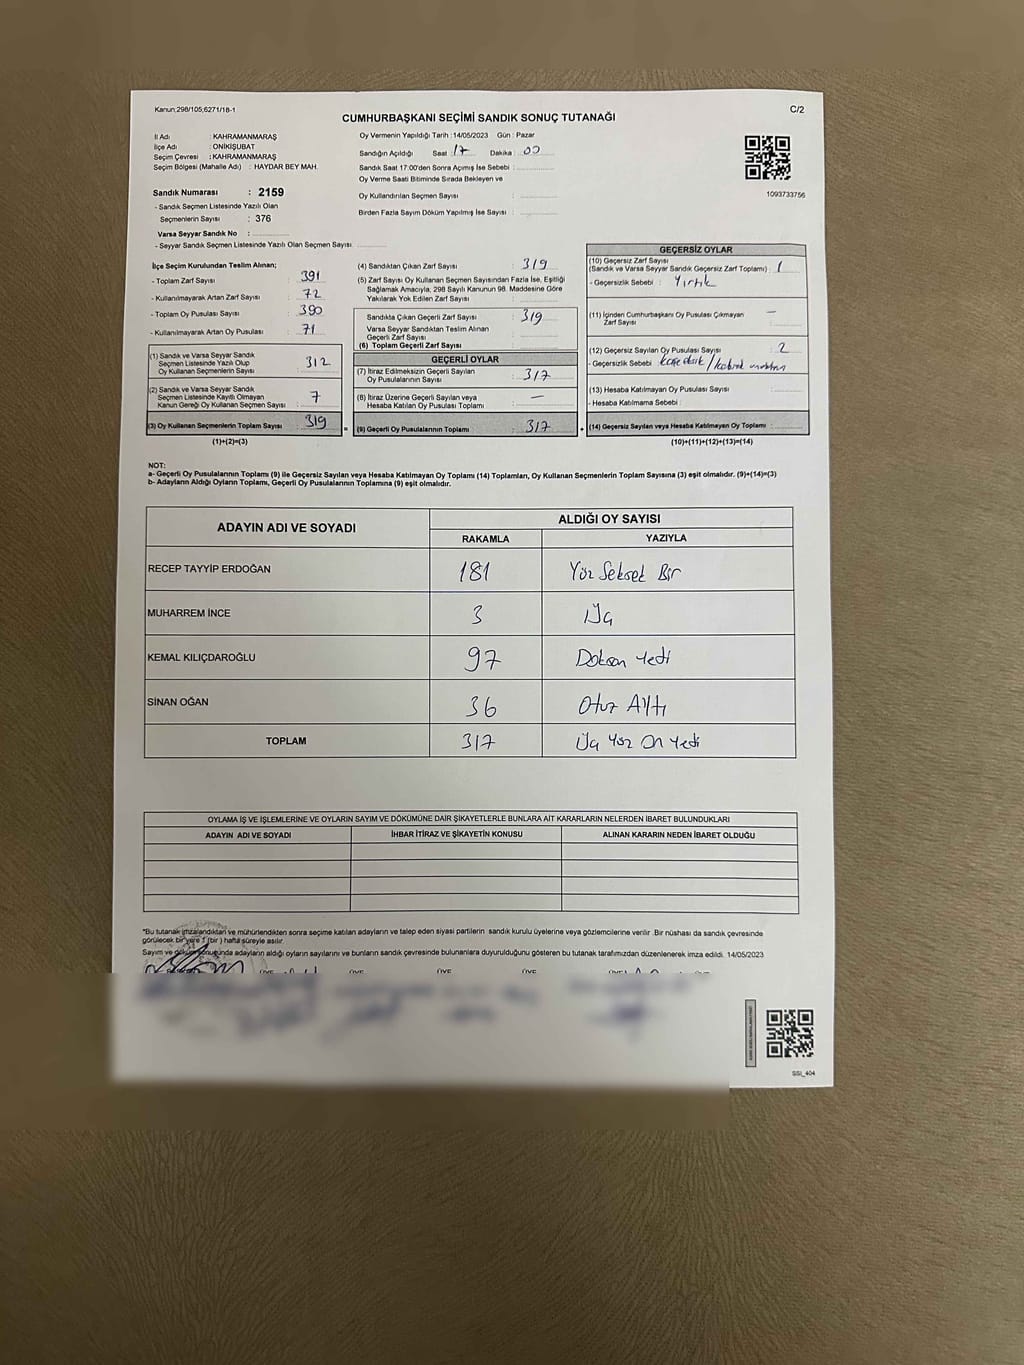 Kanun;298/105;6271/18-1
C/2
CUMHURBAŞKANI SEÇİMİ SANDIK SONUÇ TUTANAĞI
İl Adı : KAHRAMANMARAŞ
İlçe Adı : ONİKİŞUBAT
Seçim Çevresi : KAHRAMANMARAŞ
Seçim Bölgesi (Mahalle Adı) : HAYDAR BEY MAH.
Sandık Numarası : 2159
- Sandık Seçmen Listesinde Yazılı Olan
Seçmenlerin Sayısı : 376
Varsa Seyyar Sandık No :
- Seyyar Sandık Seçmen Listesinde Yazılı Olan Seçmen Sayısı
Oy Vermenin Yapıldığı Tarih : 14/05/2023 Gün : Pazar
Sandığın Açıldığı Saat : 17 Dakika : 00
Sandık Saat 17:00'den Sonra Açımış İse Sebebi :
Oy Verme Saati Bitiminde Sırada Bekleyen ve
Oy Kullandırılan Seçmen Sayısı :
Birden Fazla Sayım Döküm Yapılmış İse Sayısı :
1093733756
İlçe Seçim Kurulundan Teslim Alınan;
- Toplam Zarf Sayısı : 391
- Kullanılmayarak Artan Zarf Sayısı : 72
- Toplam Oy Pusulası Sayısı : 390
- Kullanılmayarak Artan Oy Pusulası : 71
(1) Sandık ve Varsa Seyyar Sandık
Seçmen Listesinde Yazılı Olup
Oy Kullanan Seçmenlerin Sayısı : 312
(2) Sandık ve Varsa Seyyar Sandık
Seçmen Listesinde Kayıtlı Olmayan
Kanun Gereği Oy Kullanan Seçmen Sayısı : 7
(3) Oy Kullanan Seçmenlerin Toplam Sayısı : 319
(1)+(2)=(3)
(4) Sandıktan Çıkan Zarf Sayısı : 319
(5) Zarf Sayısı Oy Kullanan Seçmen Sayısından Fazla İse, Eşitliği
Sağlamak Amacıyla; 298 Sayılı Kanunun 98. Maddesine Göre
Yakılarak Yok Edilen Zarf Sayısı :
Sandıkta Çıkan Geçerli Zarf Sayısı : 319
Varsa Seyyar Sandıktan Teslim Alınan
Geçerli Zarf Sayısı :
(6) Toplam Geçerli Zarf Sayısı :
GEÇERLİ OYLAR
(7) İtiraz Edilmeksizin Geçerli Sayılan
Oy Pusulalarının Sayısı : 317
(8) İtiraz Üzerine Geçerli Sayılan veya
Hesaba Katılan Oy Pusulası Toplamı : —
(9) Geçerli Oy Pusulalarının Toplamı : 317
GEÇERSİZ OYLAR
(10) Geçersiz Zarf Sayısı
(Sandık ve Varsa Seyyar Sandık Geçersiz Zarf Toplamı) : 1
- Geçersizlik Sebebi : Yırtık
(11) İçinden Cumhurbaşkanı Oy Pusulası Çıkmayan
Zarf Sayısı : —
(12) Geçersiz Sayılan Oy Pusulası Sayısı : 2
- Geçersizlik Sebebi :
(13) Hesaba Katılmayan Oy Pusulası Sayısı :
- Hesaba Katılmama Sebebi :
(14) Geçersiz Sayılan veya Hesaba Katılmayan Oy Toplamı :
(10)+(11)+(12)+(13)=(14)
NOT:
a- Geçerli Oy Pusulalarının Toplamı (9) ile Geçersiz Sayılan veya Hesaba Katılmayan Oy Toplamı (14) Toplamları, Oy Kullanan Seçmenlerin Toplam Sayısına (3) eşit olmalıdır. (9)+(14)=(3)
b- Adayların Aldığı Oyların Toplamı, Geçerli Oy Pusulalarının Toplamına (9) eşit olmalıdır.
ADAYIN ADI VE SOYADI
ALDIĞI OY SAYISI
RAKAMLA YAZIYLA
RECEP TAYYİP ERDOĞAN 181 Yüz Seksek Bir
MUHARREM İNCE 3 Üç
KEMAL KILIÇDAROĞLU 97 Doksan Yedi
SİNAN OĞAN 36 Otuz Altı
TOPLAM 317 Üç Yüz On Yedi
OYLAMA İŞ VE İŞLEMLERİNE VE OYLARIN SAYIM VE DÖKÜMÜNE DAİR ŞİKAYETLERLE BUNLARA AİT KARARLARIN NELERDEN İBARET BULUNDUKLARI
ADAYIN ADI VE SOYADI İHBAR İTİRAZ VE ŞİKAYETİN KONUSU ALINAN KARARIN NEDEN İBARET OLDUĞU
*Bu tutanak imzalandıktan ve mühürlendikten sonra seçime katılan adayların ve talep eden siyasi partilerin sandık kurulu üyelerine veya gözlemcilerine verilir .Bir nüshası da sandık çevresinde
görülecek bir yere 1 (bir ) hafta süreyle asılır.
Sayım ve döküm sonucunda adayların aldığı oyların sayılarını ve bunların sandık çevresinde bulunanlara duyurulduğunu gösteren bu tutanak tarafımızdan düzenlenerek imza edildi. 14/05/2023
SSI_404